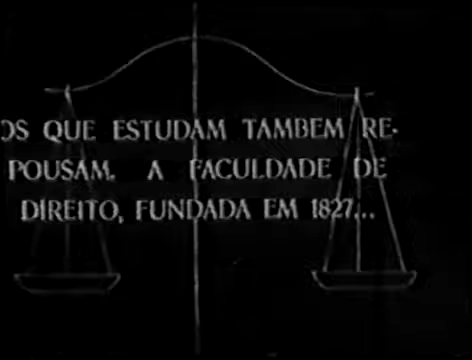 OS QUE ESTUDAM TAMBEM RE-
POUSAM. A FACULDADE DE
DIREITO, FUNDADA EM 1827...